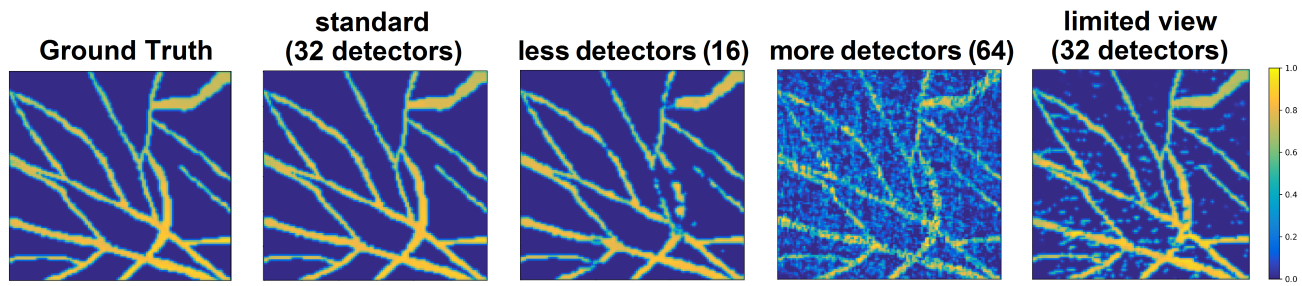 Ground Truth
standard
(32 detectors)
less detectors (16)
more detectors (64)
limited view
(32 detectors)
1.0
0.8
0.6
0.4
0.2
0.0